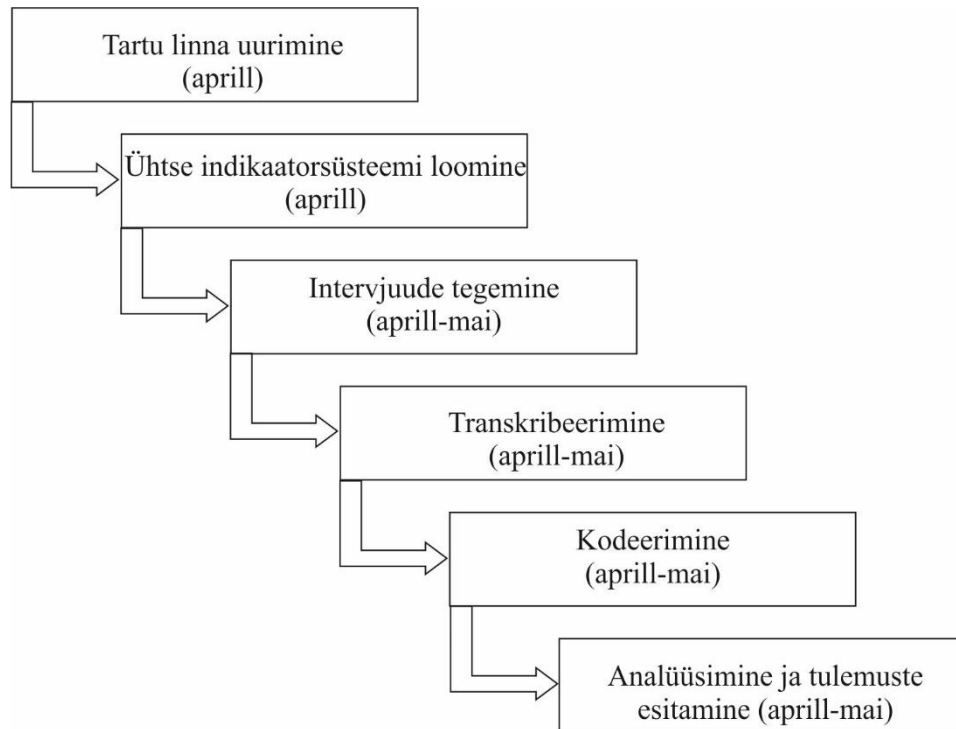 Tartu linna uurimine
(aprill)
Ühtse indikaatorsüsteemi loomine
(aprill)
Intervjuude tegemine
(aprill-mai)
Transkribeerimine
(aprill-mai)
Kodeerimine
(aprill-mai)
Analüüsimine ja tulemuste
esitamine (aprill-mai)